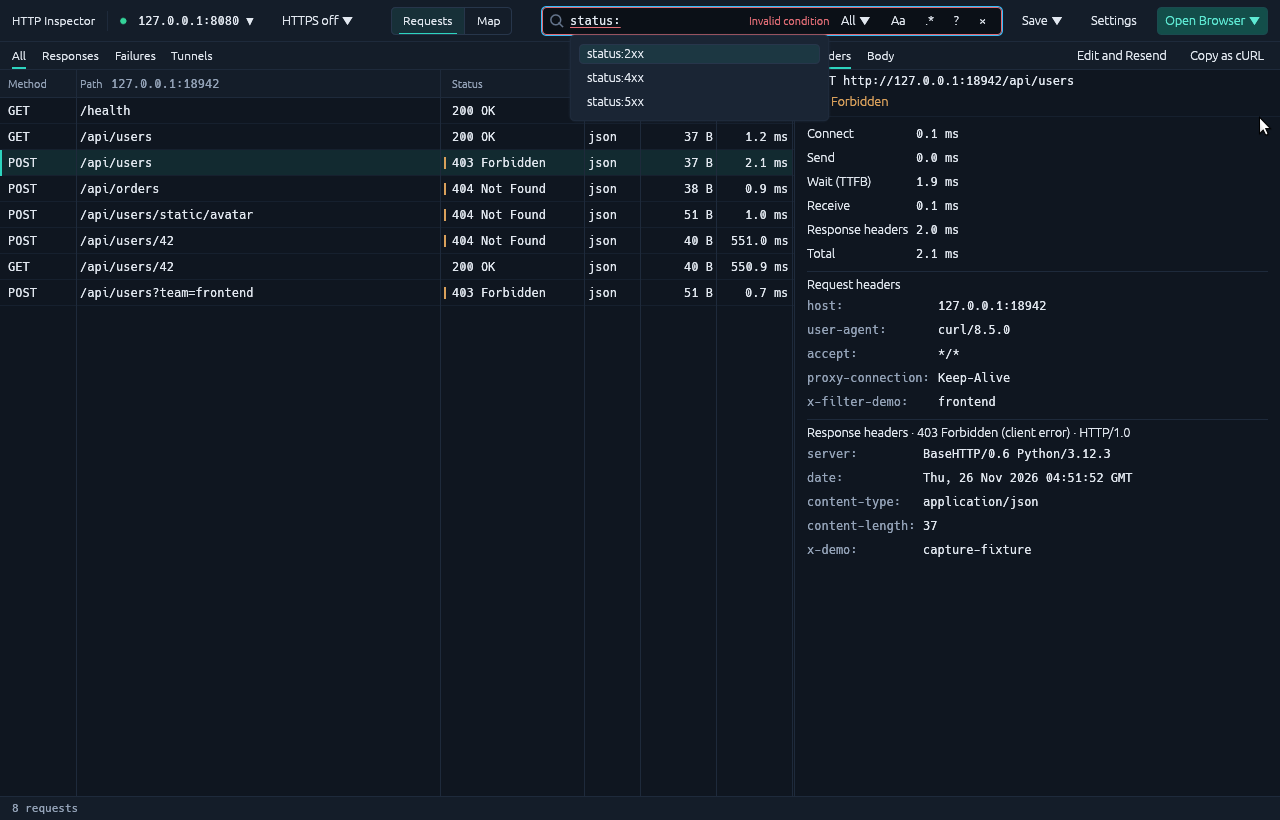 HTTP Inspector 127.0.0.1:8080 ▼ HTTPS off ▼ Requests Map status: Invalid condition All ▼ Aa .* ? × Save ▼ Settings Open Browser ▼
All Responses Failures Tunnels status:2xx Body Edit and Resend Copy as cURL
Method Path 127.0.0.1:18942 Status status:4xx http://127.0.0.1:18942/api/users
status:5xx Forbidden
GET /health 200 OK
GET /api/users 200 OK json 37 B 1.2 ms
POST /api/users 403 Forbidden json 37 B 2.1 ms
POST /api/orders 404 Not Found json 38 B 0.9 ms
POST /api/users/static/avatar 404 Not Found json 51 B 1.0 ms
POST /api/users/42 404 Not Found json 40 B 551.0 ms
GET /api/users/42 200 OK json 40 B 550.9 ms
POST /api/users?team=frontend 403 Forbidden json 51 B 0.7 ms
Connect 0.1 ms
Send 0.0 ms
Wait (TTFB) 1.9 ms
Receive 0.1 ms
Response headers 2.0 ms
Total 2.1 ms
Request headers
host: 127.0.0.1:18942
user-agent: curl/8.5.0
accept: */*
proxy-connection: Keep-Alive
x-filter-demo: frontend
Response headers · 403 Forbidden (client error) · HTTP/1.0
server: BaseHTTP/0.6 Python/3.12.3
date: Thu, 26 Nov 2026 04:51:52 GMT
content-type: application/json
content-length: 37
x-demo: capture-fixture
8 requests